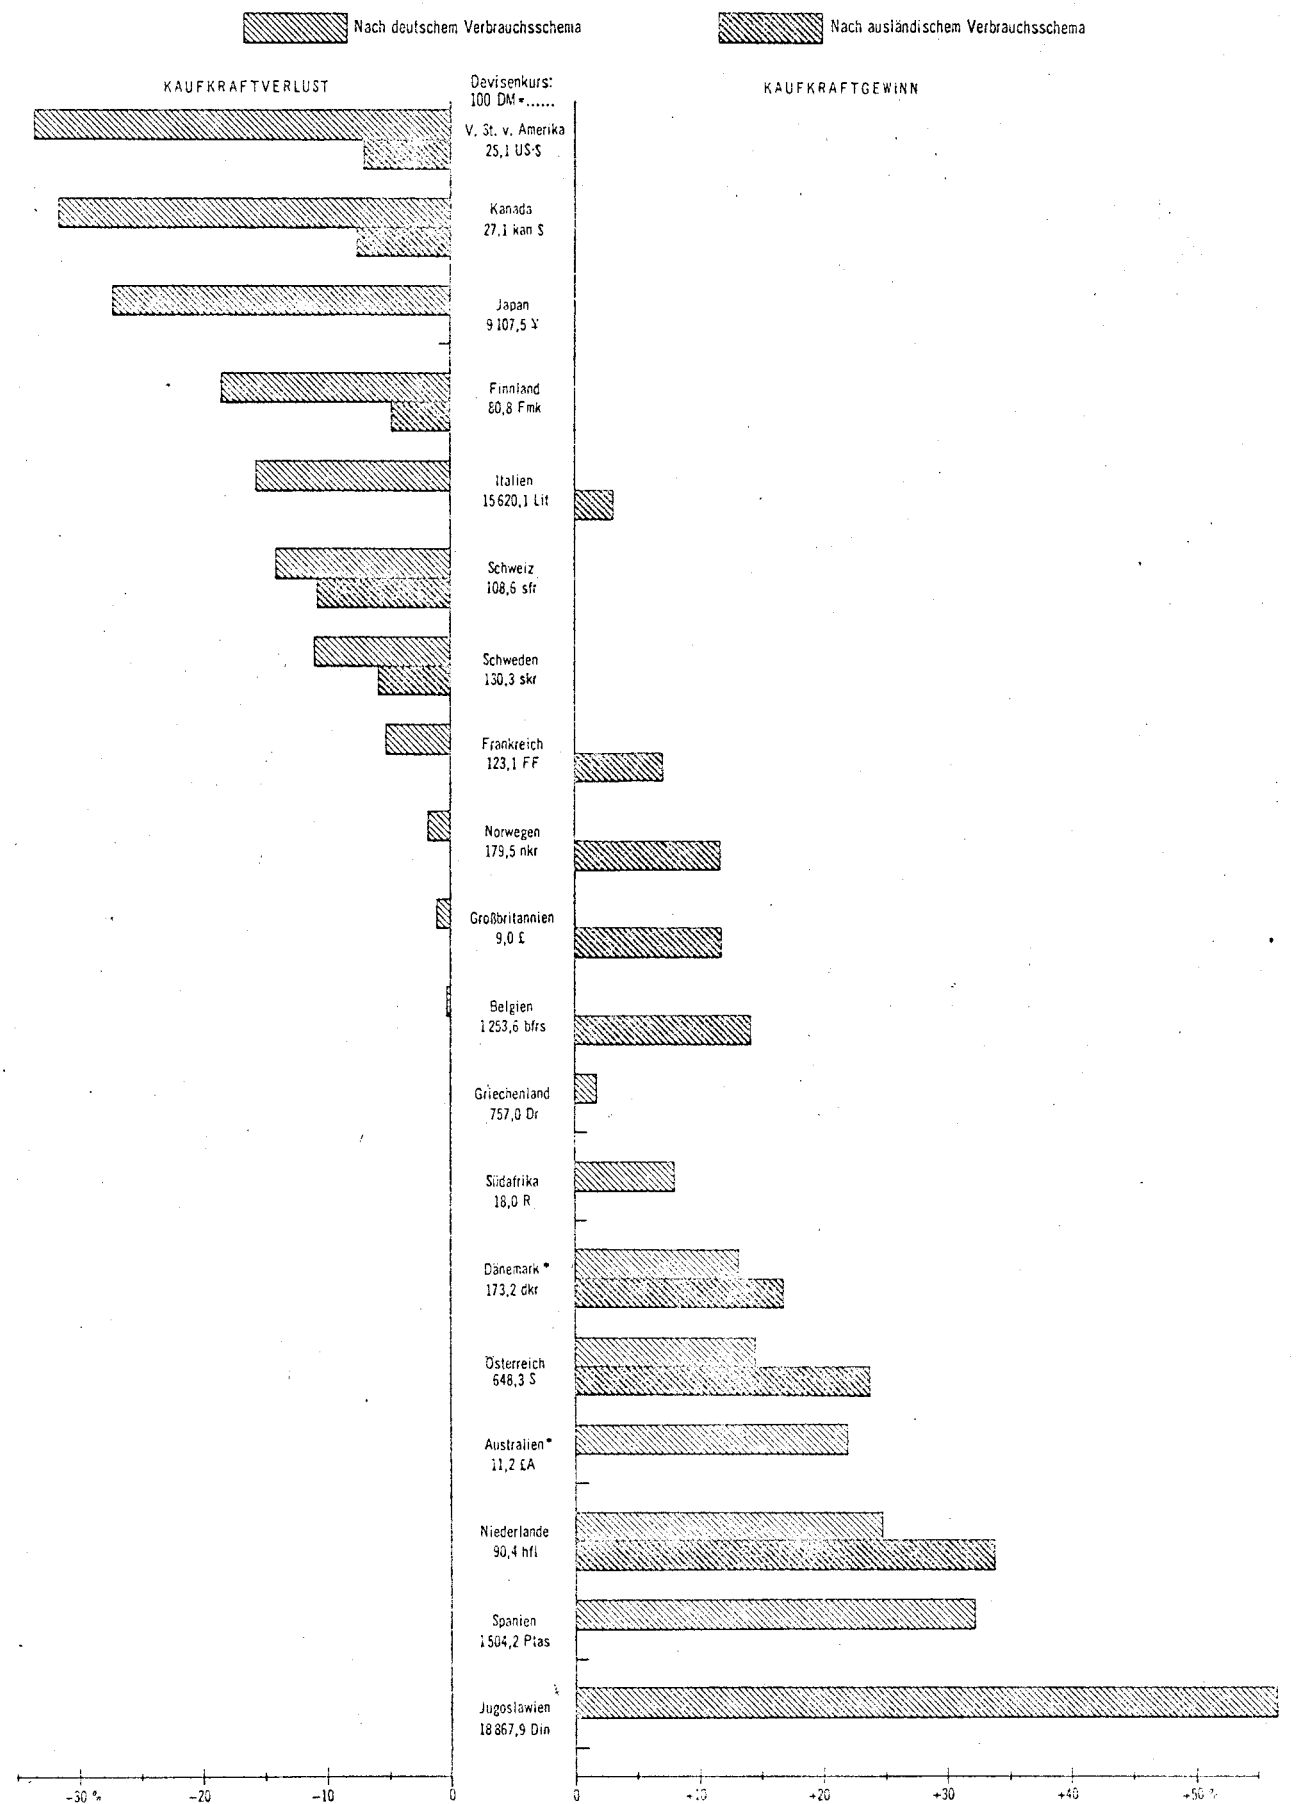 Nach deutschem Verbrauchsschema
Nach ausländischem Verbrauchsschema
KAUFKRAFTVERLUST
Devisenkurs:
100 DM =......
KAUFKRAFTGEWINN
V. St. v. Amerika
25,1 US-$
Kanada
27,1 kan $
Japan
9 107,5 ¥
Finnland
80,8 Fmk
Italien
15 620,1 Lit
Schweiz
108,6 sfr
Schweden
130,3 skr
Frankreich
123,1 FF
Norwegen
179,5 nkr
Großbritannien
9,0 £
Belgien
1 253,6 bfrs
Griechenland
757,0 Dr
Südafrika
18,0 R
Dänemark *
173,2 dkr
Österreich
648,3 S
Australien *
11,2 £A
Niederlande
90,4 hfl
Spanien
1 504,2 Ptas
Jugoslawien
18 867,9 Din
-30 % -20 -10 0 0 +10 +20 +30 +40 +50 %